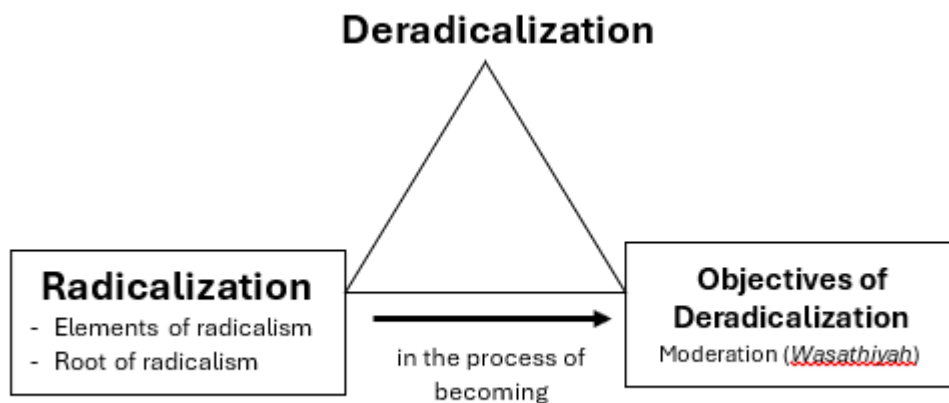 Deradicalization
Radicalization
- Elements of radicalism
- Root of radicalism
in the process of
becoming
Objectives of
Deradicalization
Moderation (Wasathiyah)